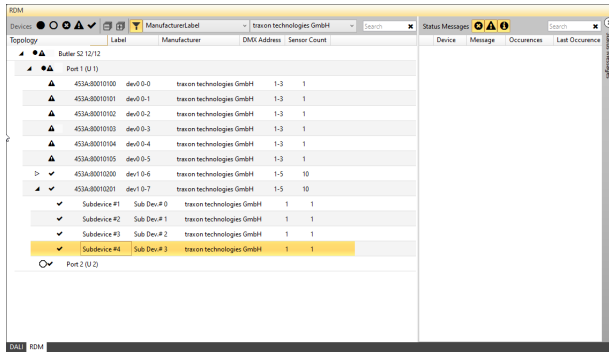 RDM
Devices: ManufacturerLabel traxon technologies GmbH Search Status Messages Search
Topology Label Manufacturer DMX Address Sensor Count Device Message Occurences Last Occurence
Butler S2 12/12
Port 1 (U 1)
453A:80010100 dev0 0-0 traxon technologies GmbH 1-3 1
453A:80010101 dev0 0-1 traxon technologies GmbH 1-3 1
453A:80010102 dev0 0-2 traxon technologies GmbH 1-3 1
453A:80010103 dev0 0-3 traxon technologies GmbH 1-3 1
453A:80010104 dev0 0-4 traxon technologies GmbH 1-3 1
453A:80010105 dev0 0-5 traxon technologies GmbH 1-3 1
453A:80010200 dev1 0-6 traxon technologies GmbH 1-5 10
453A:80010201 dev1 0-7 traxon technologies GmbH 1-5 10
Subdevice #1 Sub Dev.# 0 traxon technologies GmbH 1 1
Subdevice #2 Sub Dev.# 1 traxon technologies GmbH 1 1
Subdevice #3 Sub Dev.# 2 traxon technologies GmbH 1 1
Subdevice #4 Sub Dev.# 3 traxon technologies GmbH 1 1
Port 2 (U 2)
DALI RDM
Status Messages